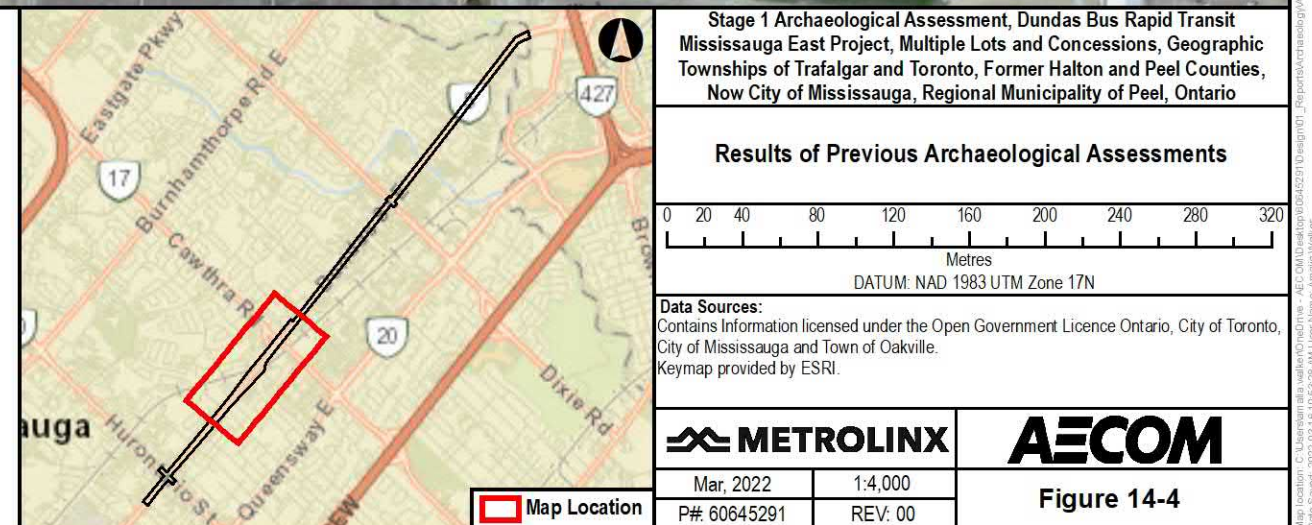 Eastgate Pkwy
Burnhamthorpe Rd E
427
17
Cawthra R
20
Dixie Rd
auga
Queensway E
Map Location
Stage 1 Archaeological Assessment, Dundas Bus Rapid Transit
Mississauga East Project, Multiple Lots and Concessions, Geographic
Townships of Trafalgar and Toronto, Former Halton and Peel Counties,
Now City of Mississauga, Regional Municipality of Peel, Ontario
Results of Previous Archaeological Assessments
0 20 40 80 120 160 200 240 280 320
Metres
DATUM: NAD 1983 UTM Zone 17N
Data Sources:
Contains Information licensed under the Open Government Licence Ontario, City of Toronto,
City of Mississauga and Town of Oakville.
Keymap provided by ESRI.
METROLINX
AECOM
Mar, 2022
1:4,000
P#: 60645291
REV: 00
Figure 14-4